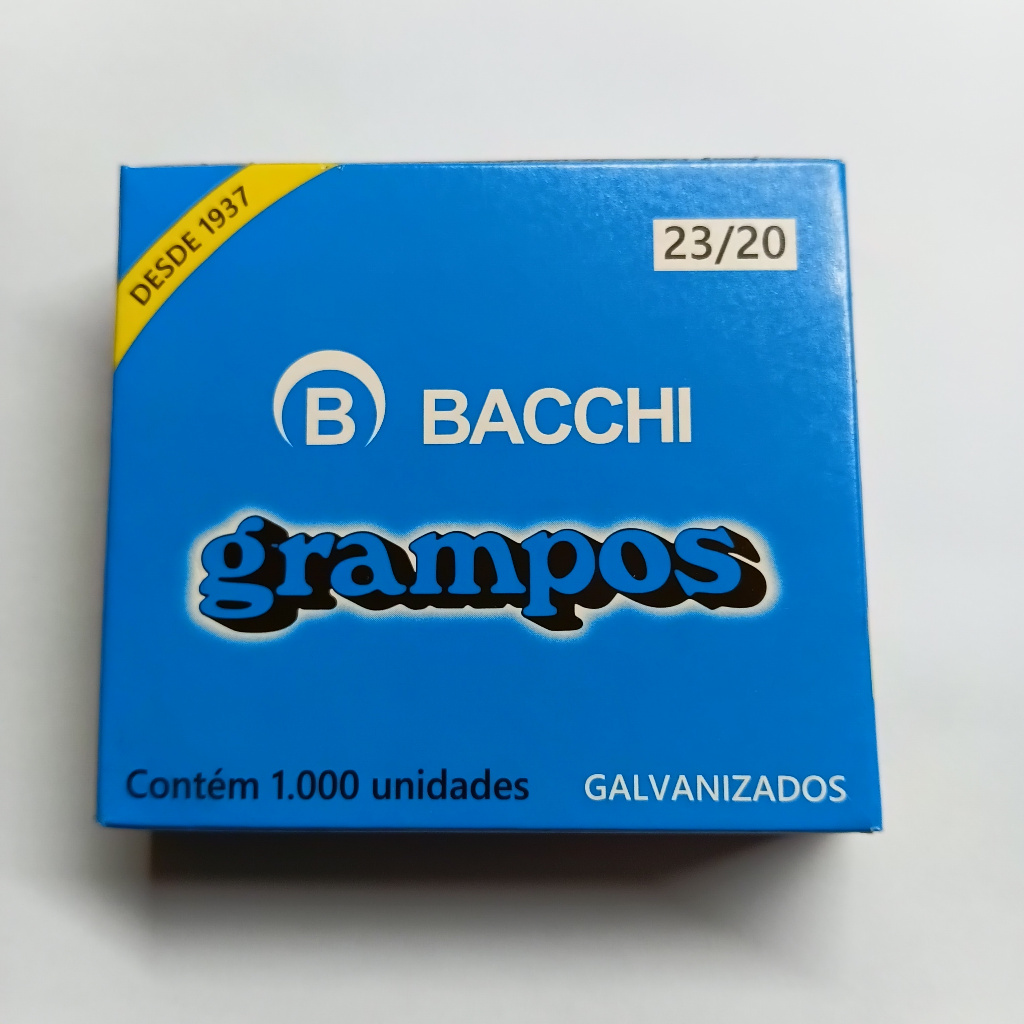 DESDE 1937
23/20
B BACCHI
grampos
Contém 1.000 unidades GALVANIZADOS